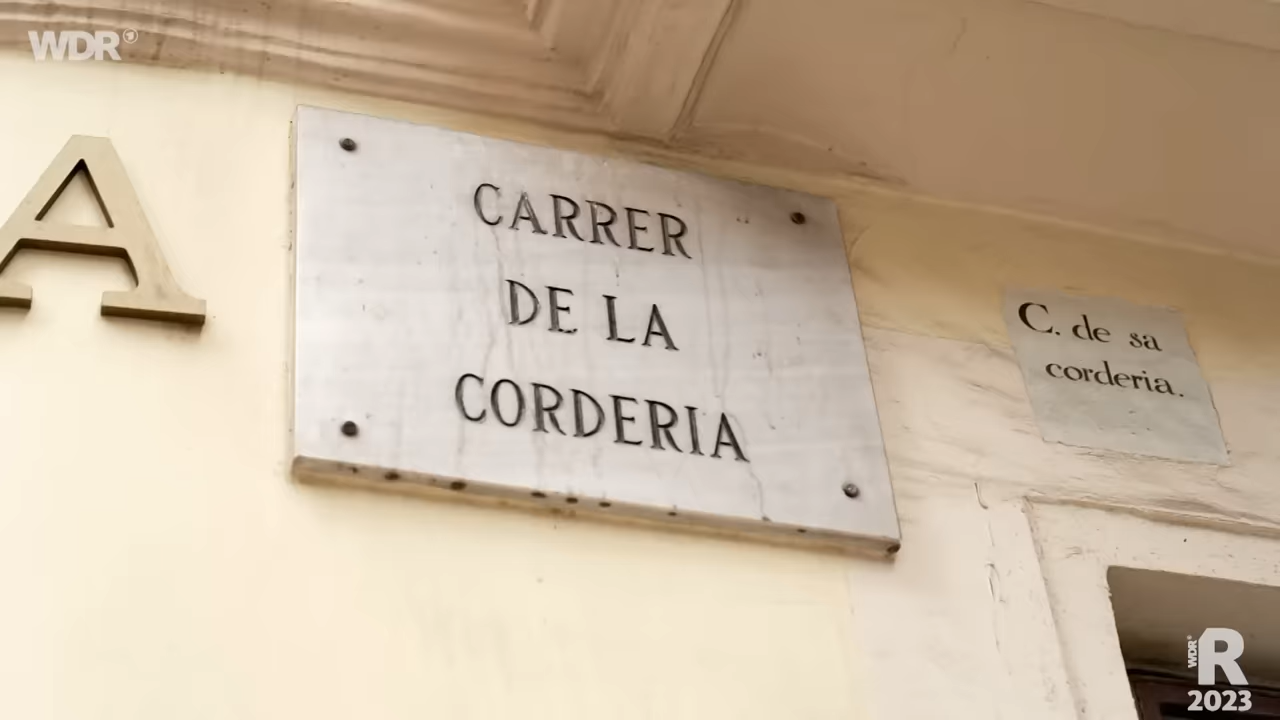 WDR
A
CARRER
DE LA
CORDERIA
C. de sa
corderia.
WDR R
2023